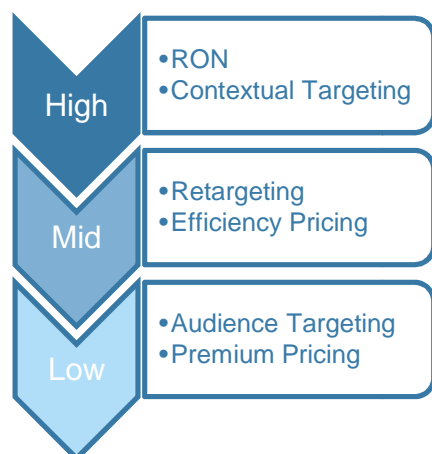 High
•RON
•Contextual Targeting
Mid
•Retargeting
•Efficiency Pricing
Low
•Audience Targeting
•Premium Pricing